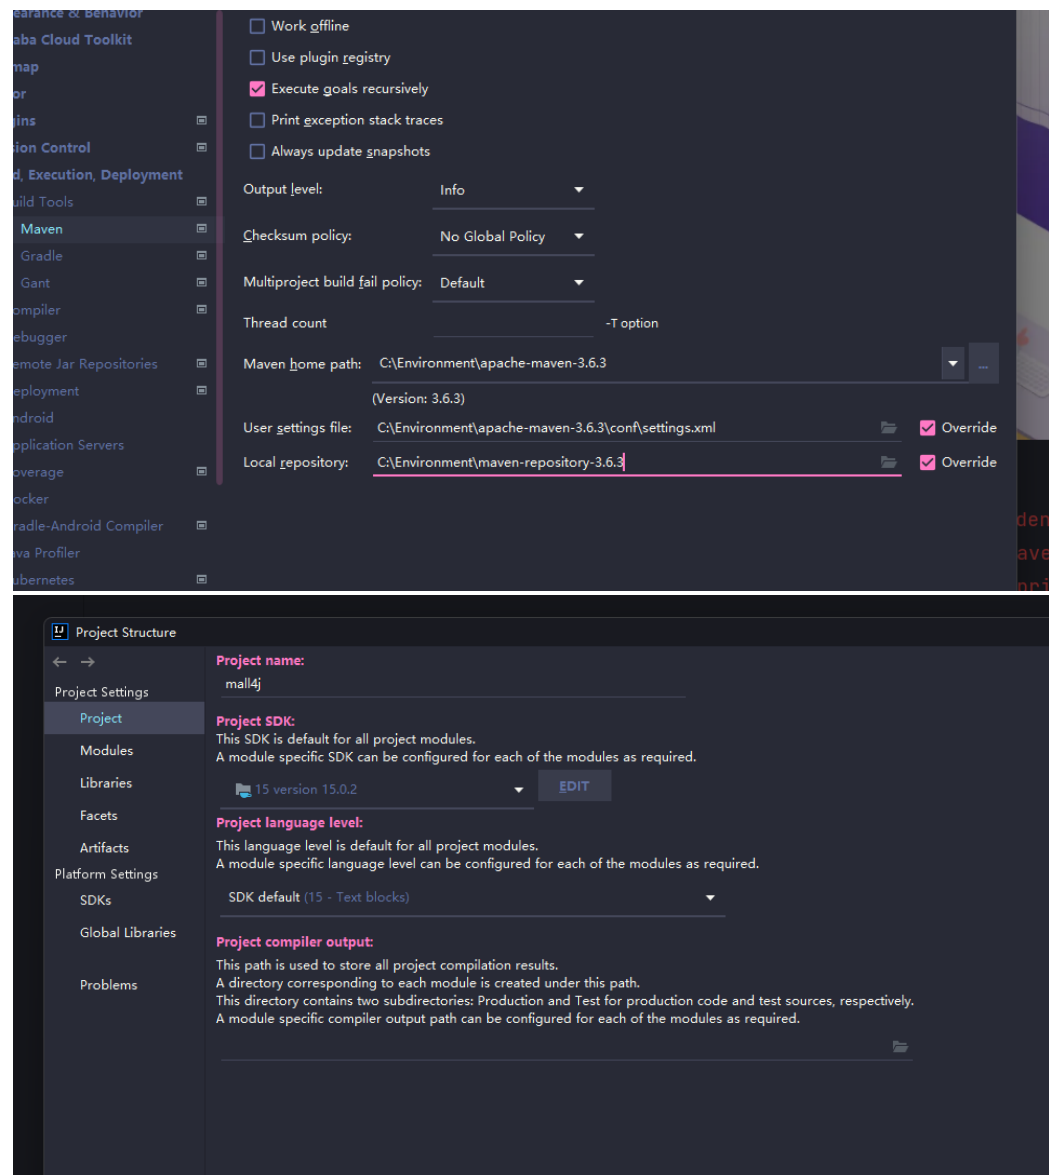 earance & Behavior
aba Cloud Toolkit
map
or
gins
sion Control
d, Execution, Deployment
uild Tools
Maven
Gradle
Gant
ompiler
ebugger
emote Jar Repositories
eployment
ndroid
pplication Servers
overage
ocker
radle-Android Compiler
ava Profiler
ubernetes
Work offline
Use plugin registry
Execute goals recursively
Print exception stack traces
Always update snapshots
Output level: Info
Checksum policy: No Global Policy
Multiproject build fail policy: Default
Thread count -T option
Maven home path: C:\Environment\apache-maven-3.6.3 ...
(Version: 3.6.3)
User settings file: C:\Environment\apache-maven-3.6.3\conf\settings.xml Override
Local repository: C:\Environment\maven-repository-3.6.3 Override
den
ave
pri
IJ Project Structure
Project Settings
Project
Modules
Libraries
Facets
Artifacts
Platform Settings
SDKs
Global Libraries
Problems
Project name:
mall4j
Project SDK:
This SDK is default for all project modules.
A module specific SDK can be configured for each of the modules as required.
15 version 15.0.2 EDIT
Project language level:
This language level is default for all project modules.
A module specific language level can be configured for each of the modules as required.
SDK default (15 - Text blocks)
Project compiler output:
This path is used to store all project compilation results.
A directory corresponding to each module is created under this path.
This directory contains two subdirectories: Production and Test for production code and test sources, respectively.
A module specific compiler output path can be configured for each of the modules as required.